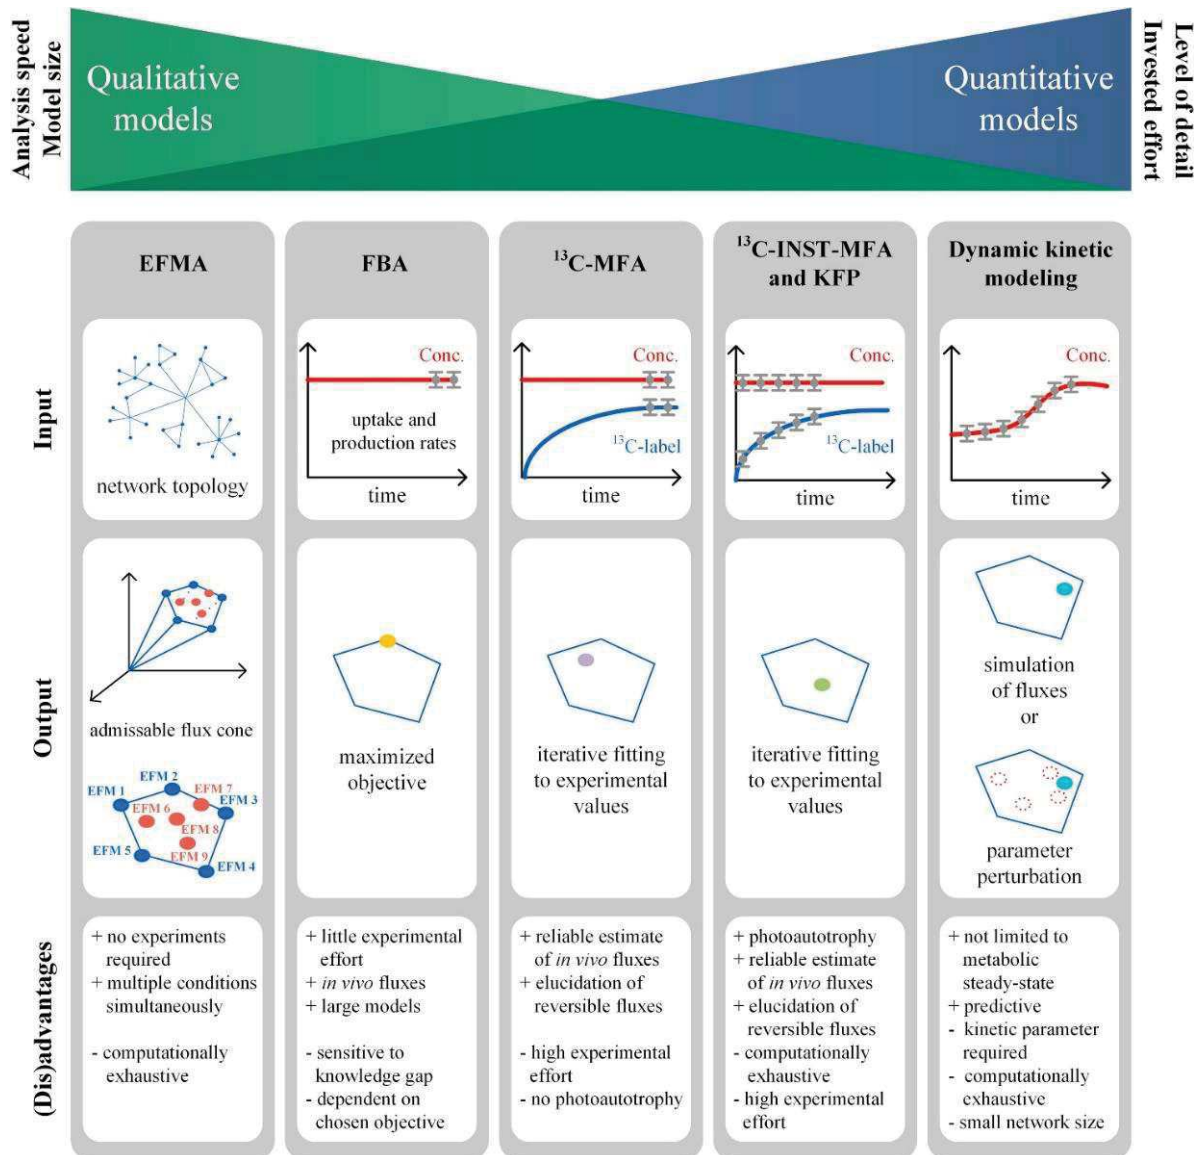 Analysis speed
Model size
Qualitative
models
Quantitative
models
Level of detail
Invested effort
EFMA
FBA
¹³C-MFA
¹³C-INST-MFA
and KFP
Dynamic kinetic
modeling
Input
network topology
Conc.
uptake and
production rates
time
Conc.
¹³C-label
time
Conc.
¹³C-label
time
Conc.
time
Output
admissable flux cone
EFM 1
EFM 2
EFM 7
EFM 3
EFM 6
EFM 8
EFM 5
EFM 9
EFM 4
maximized
objective
iterative fitting
to experimental
values
iterative fitting
to experimental
values
simulation
of fluxes
or
parameter
perturbation
(Dis)advantages
+ no experiments
required
+ multiple conditions
simultaneously
- computationally
exhaustive
+ little experimental
effort
+ in vivo fluxes
+ large models
- sensitive to
knowledge gap
- dependent on
chosen objective
+ reliable estimate
of in vivo fluxes
+ elucidation of
reversible fluxes
- high experimental
effort
- no photoautotrophy
+ photoautotrophy
+ reliable estimate
of in vivo fluxes
+ elucidation of
reversible fluxes
- computationally
exhaustive
- high experimental
effort
+ not limited to
metabolic
steady-state
+ predictive
- kinetic parameter
required
- computationally
exhaustive
- small network size